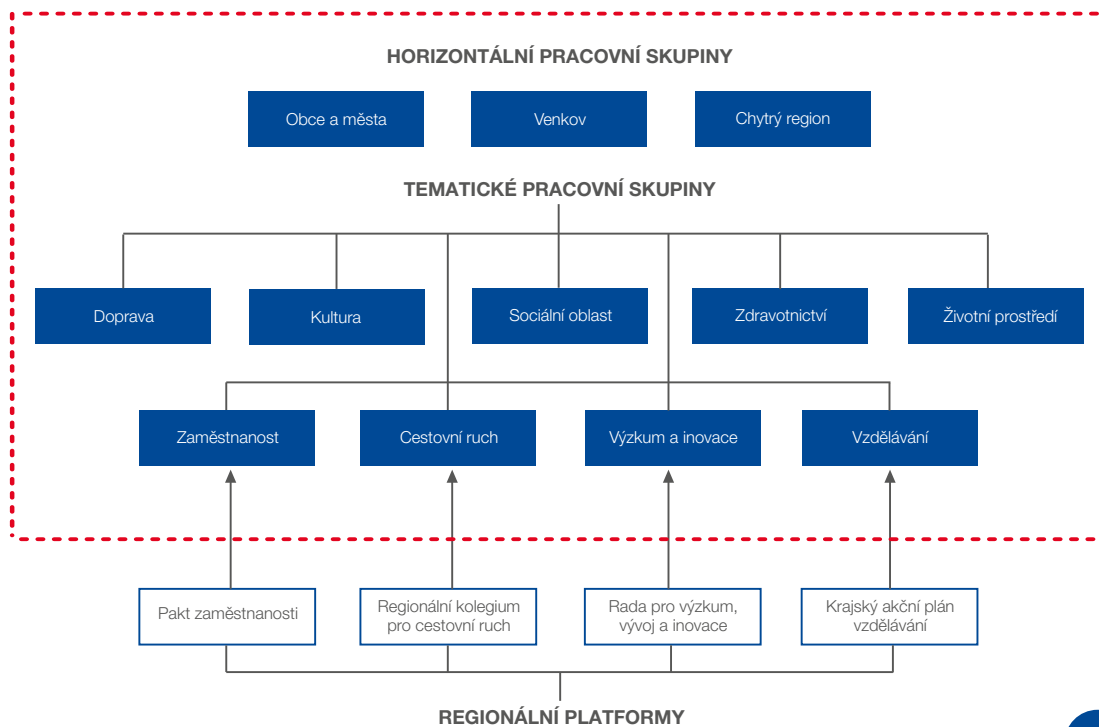 HORIZONTÁLNÍ PRACOVNÍ SKUPINY
Obce a města
Venkov
Chytrý region
TEMATICKÉ PRACOVNÍ SKUPINY
Doprava
Kultura
Sociální oblast
Zdravotnictví
Životní prostředí
Zaměstnanost
Cestovní ruch
Výzkum a inovace
Vzdělávání
Pakt zaměstnanosti
Regionální kolegium
pro cestovní ruch
Rada pro výzkum,
vývoj a inovace
Krajský akční plán
vzdělávání
REGIONÁLNÍ PLATFORMY